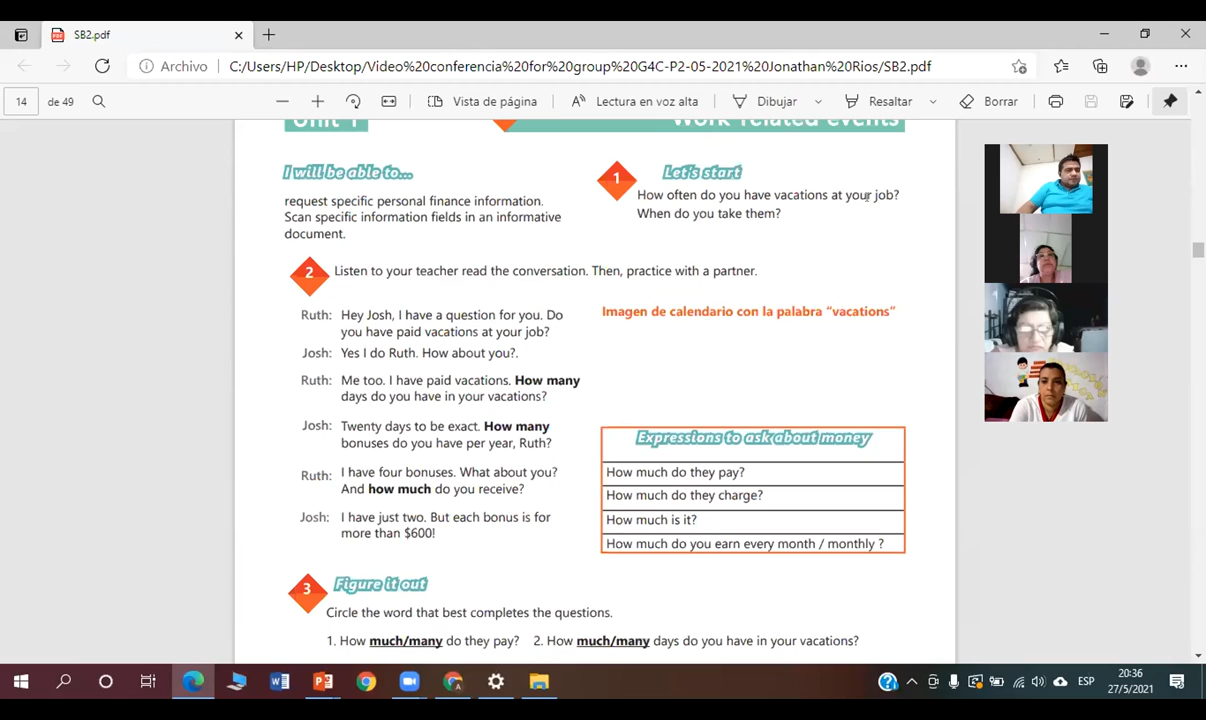 SB2.pdf
Archivo
C:/Users/HP/Desktop/Video%20conferencia%20for%20group%20G4C-P2-05-2021%20Jonathan%20Rios/SB2.pdf
14
de 49
Vista de página
Lectura en voz alta
Dibujar
Resaltar
Borrar
Unit 1
Work related events
I will be able to...
request specific personal finance information.
Scan specific information fields in an informative
document.
1
Let's start
How often do you have vacations at your job?
When do you take them?
2
Listen to your teacher read the conversation. Then, practice with a partner.
Ruth: Hey Josh, I have a question for you. Do
you have paid vacations at your job?
Josh: Yes I do Ruth. How about you?.
Ruth: Me too. I have paid vacations. How many
days do you have in your vacations?
Josh: Twenty days to be exact. How many
bonuses do you have per year, Ruth?
Ruth: I have four bonuses. What about you?
And how much do you receive?
Josh: I have just two. But each bonus is for
more than $600!
Imagen de calendario con la palabra “vacations”
Expressions to ask about money
How much do they pay?
How much do they charge?
How much is it?
How much do you earn every month / monthly ?
3
Figure it out
Circle the word that best completes the questions.
1. How much/many do they pay? 2. How much/many days do you have in your vacations?
ESP
20:36
27/5/2021